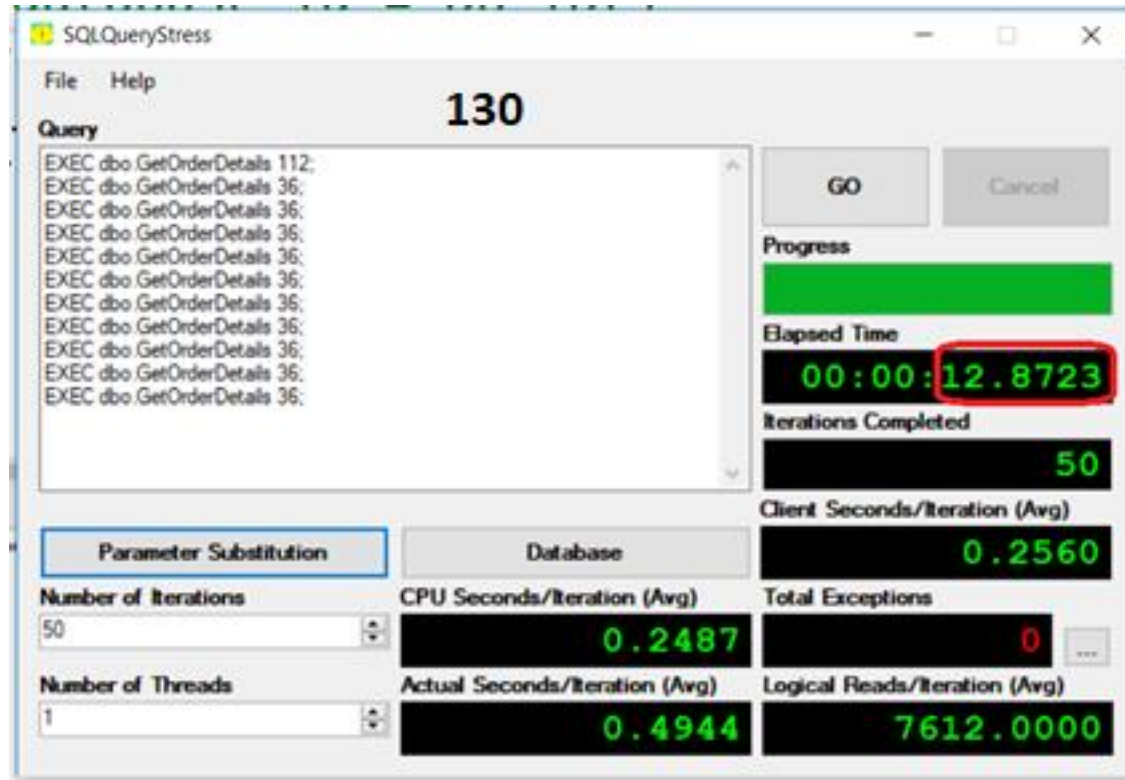 SQLQueryStress
File Help
130
Query
EXEC dbo.GetOrderDetails 112;
EXEC dbo.GetOrderDetails 36;
EXEC dbo.GetOrderDetails 36;
EXEC dbo.GetOrderDetails 36;
EXEC dbo.GetOrderDetails 36;
EXEC dbo.GetOrderDetails 36;
EXEC dbo.GetOrderDetails 36;
EXEC dbo.GetOrderDetails 36;
EXEC dbo.GetOrderDetails 36;
EXEC dbo.GetOrderDetails 36;
EXEC dbo.GetOrderDetails 36;
GO Cancel
Progress
Elapsed Time
00:00:12.8723
Iterations Completed
50
Client Seconds/Iteration (Avg)
0.2560
Parameter Substitution Database
Number of Iterations CPU Seconds/Iteration (Avg) Total Exceptions
50 0.2487 0 ...
Number of Threads Actual Seconds/Iteration (Avg) Logical Reads/Iteration (Avg)
1 0.4944 7612.0000